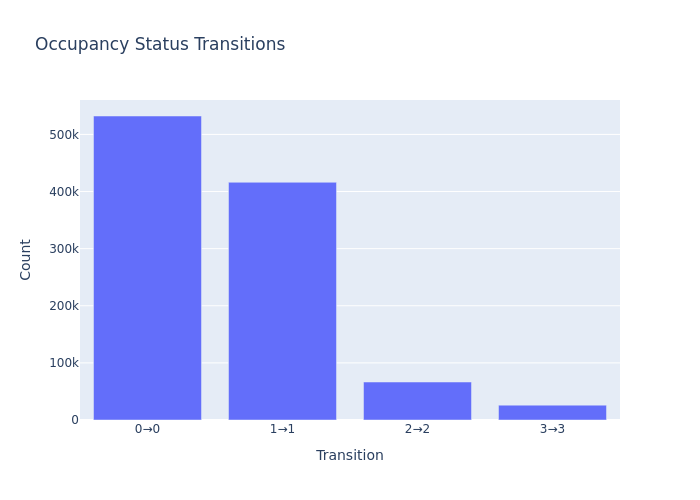 Occupancy Status Transitions
Count
500k
400k
300k
200k
100k
0
0→0
1→1
2→2
3→3
Transition